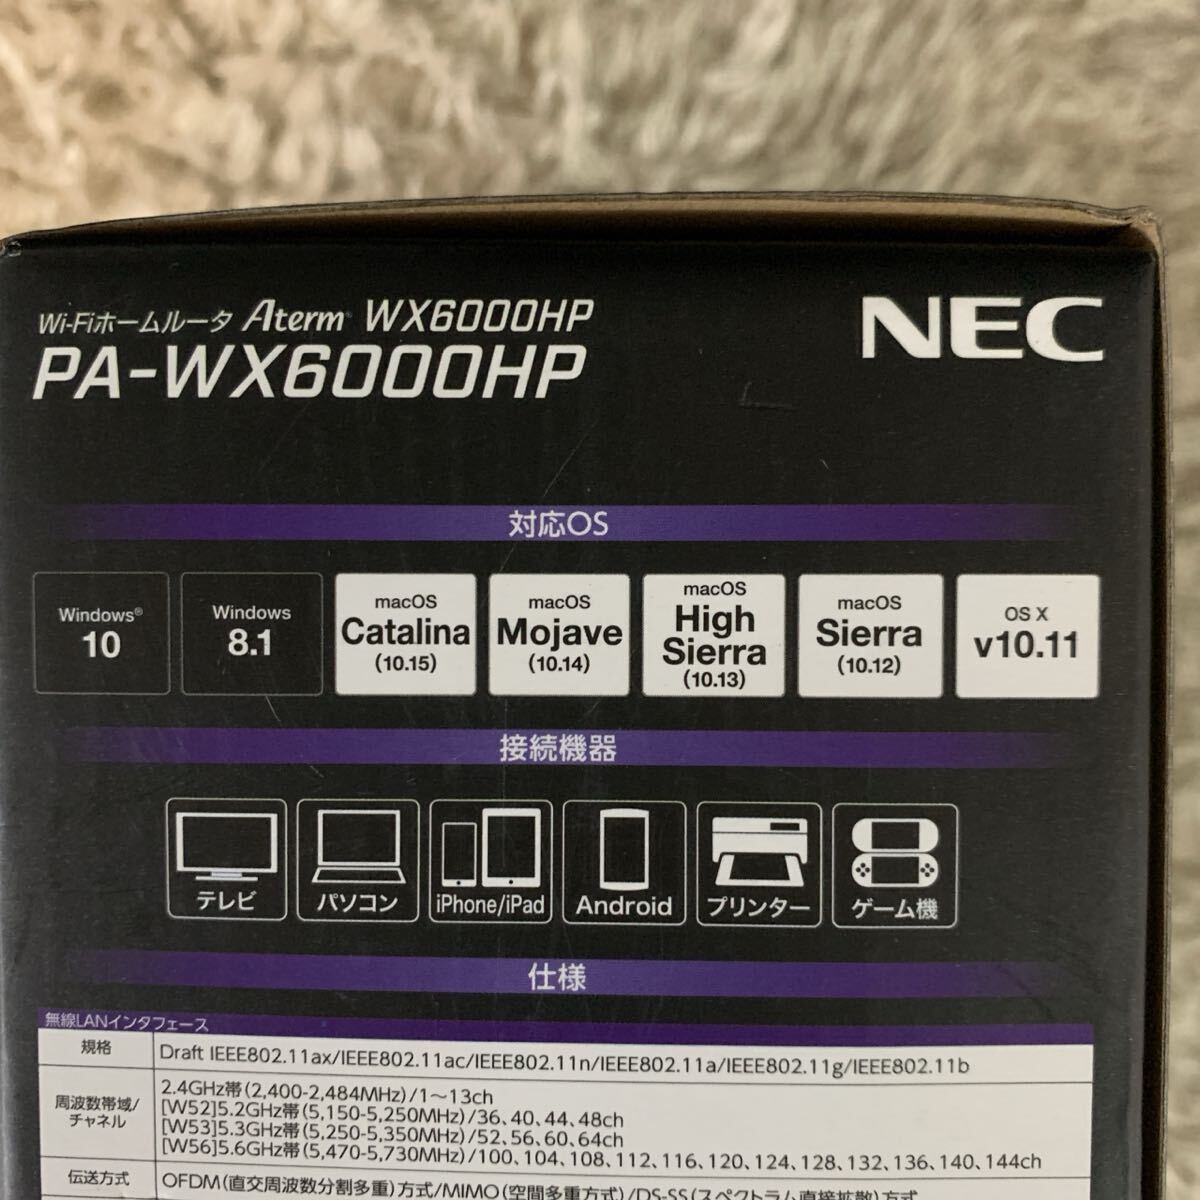 Wi-Fiホームルータ Aterm WX6000HP
PA-WX6000HP
NEC
対応OS
Windows® 10
Windows 8.1
macOS Catalina (10.15)
macOS Mojave (10.14)
macOS High Sierra (10.13)
macOS Sierra (10.12)
OS X v10.11
接続機器
テレビ
パソコン
iPhone/iPad
Android
プリンター
ゲーム機
仕様
無線LANインタフェース
規格
Draft IEEE802.11ax/IEEE802.11ac/IEEE802.11n/IEEE802.11a/IEEE802.11g/IEEE802.11b
周波数帯域/
チャネル
2.4GHz帯(2,400-2,484MHz)/1～13ch
[W52]5.2GHz帯(5,150-5,250MHz)/36、40、44、48ch
[W53]5.3GHz帯(5,250-5,350MHz)/52、56、60、64ch
[W56]5.6GHz帯(5,470-5,730MHz)/100、104、108、112、116、120、124、128、132、136、140、144ch
伝送方式
OFDM(直交周波数分割多重)方式/MIMO(空間多重方式)/DS-SS(スペクトラム直接拡散)方式